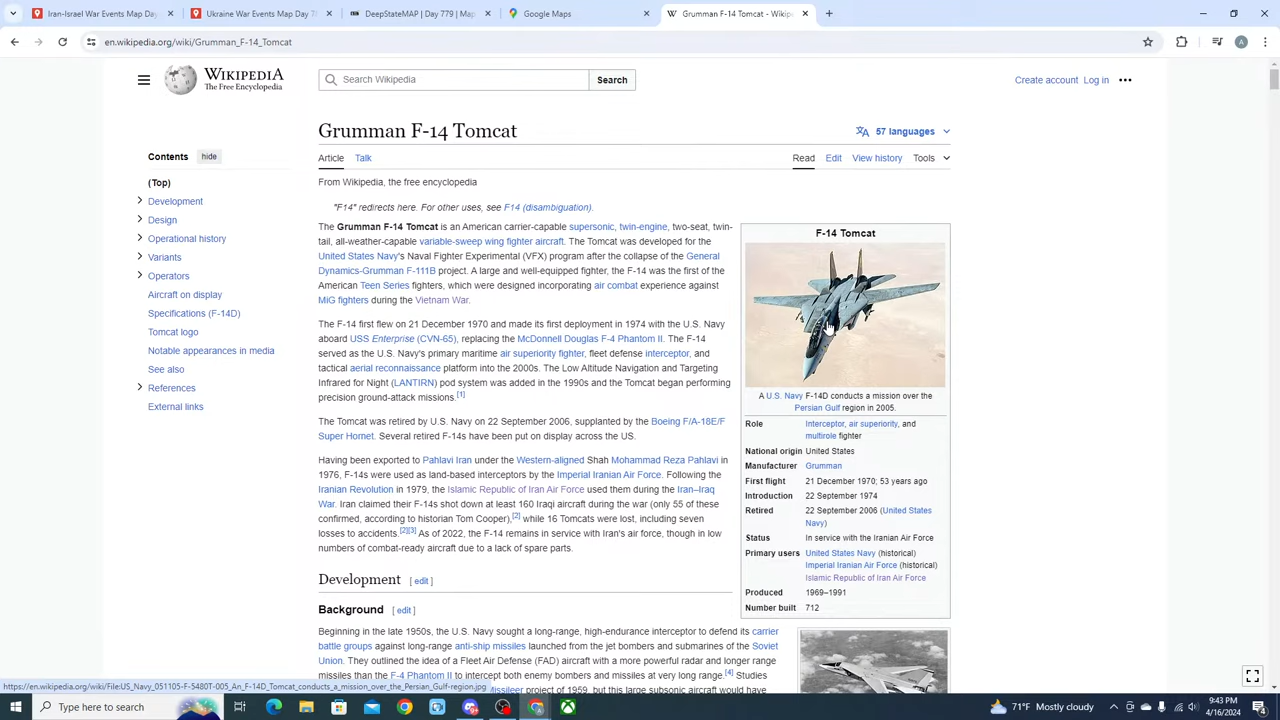 Iran-Israel War Events Map Day
Ukraine Events Map Day 7
DeepStateMAP | Day 779 | Map
Google Maps
Grumman F-14 Tomcat - Wikiped
en.wikipedia.org/wiki/Grumman_F-14_Tomcat
A
WIKIPEDIA
The Free Encyclopedia
Search Wikipedia
Search
Create account Log in
Grumman F-14 Tomcat
57 languages
Contents hide
Article Talk
Read Edit View history Tools
From Wikipedia, the free encyclopedia
"F14" redirects here. For other uses, see F14 (disambiguation).
(Top)
Development
Design
Operational history
Variants
Operators
Aircraft on display
Specifications (F-14D)
Tomcat logo
Notable appearances in media
See also
References
External links
The Grumman F-14 Tomcat is an American carrier-capable supersonic, twin-engine, two-seat, twin-
tail, all-weather-capable variable-sweep wing fighter aircraft. The Tomcat was developed for the
United States Navy's Naval Fighter Experimental (VFX) program after the collapse of the General
Dynamics-Grumman F-111B project. A large and well-equipped fighter, the F-14 was the first of the
American Teen Series fighters, which were designed incorporating air combat experience against
MiG fighters during the Vietnam War.
The F-14 first flew on 21 December 1970 and made its first deployment in 1974 with the U.S. Navy
aboard USS Enterprise (CVN-65), replacing the McDonnell Douglas F-4 Phantom II. The F-14
served as the U.S. Navy's primary maritime air superiority fighter, fleet defense interceptor, and
tactical aerial reconnaissance platform into the 2000s. The Low Altitude Navigation and Targeting
Infrared for Night (LANTIRN) pod system was added in the 1990s and the Tomcat began performing
precision ground-attack missions.[1]
The Tomcat was retired by U.S. Navy on 22 September 2006, supplanted by the Boeing F/A-18E/F
Super Hornet. Several retired F-14s have been put on display across the US.
Having been exported to Pahlavi Iran under the Western-aligned Shah Mohammad Reza Pahlavi in
1976, F-14s were used as land-based interceptors by the Imperial Iranian Air Force. Following the
Iranian Revolution in 1979, the Islamic Republic of Iran Air Force used them during the Iran–Iraq
War. Iran claimed their F-14s shot down at least 160 Iraqi aircraft during the war (only 55 of these
confirmed, according to historian Tom Cooper),[2] while 16 Tomcats were lost, including seven
losses to accidents.[2][3] As of 2022, the F-14 remains in service with Iran's air force, though in low
numbers of combat-ready aircraft due to a lack of spare parts.
F-14 Tomcat
A U.S. Navy F-14D conducts a mission over the
Persian Gulf region in 2005.
Role Interceptor, air superiority, and
multirole fighter
National origin United States
Manufacturer Grumman
First flight 21 December 1970; 53 years ago
Introduction 22 September 1974
Retired 22 September 2006 (United States
Navy)
Status In service with the Iranian Air Force
Primary users United States Navy (historical)
Imperial Iranian Air Force (historical)
Islamic Republic of Iran Air Force
Produced 1969–1991
Number built 712
Development [ edit ]
Background [ edit ]
Beginning in the late 1950s, the U.S. Navy sought a long-range, high-endurance interceptor to defend its carrier
battle groups against long-range anti-ship missiles launched from the jet bombers and submarines of the Soviet
Union. They outlined the idea of a Fleet Air Defense (FAD) aircraft with a more powerful radar and longer range
missiles than the F-4 Phantom II to intercept both enemy bombers and missiles at very long range.[4] Studies
Missileer project of 1959, but this large subsonic aircraft would have
https://en.wikipedia.org/wiki/File:US_Navy_051105-F-5480T-005_An_F-14D_Tomcat_conducts_a_mission_over_the_Persian_Gulf-region.jpg
Type here to search
71°F Mostly cloudy
9:43 PM
4/16/2024